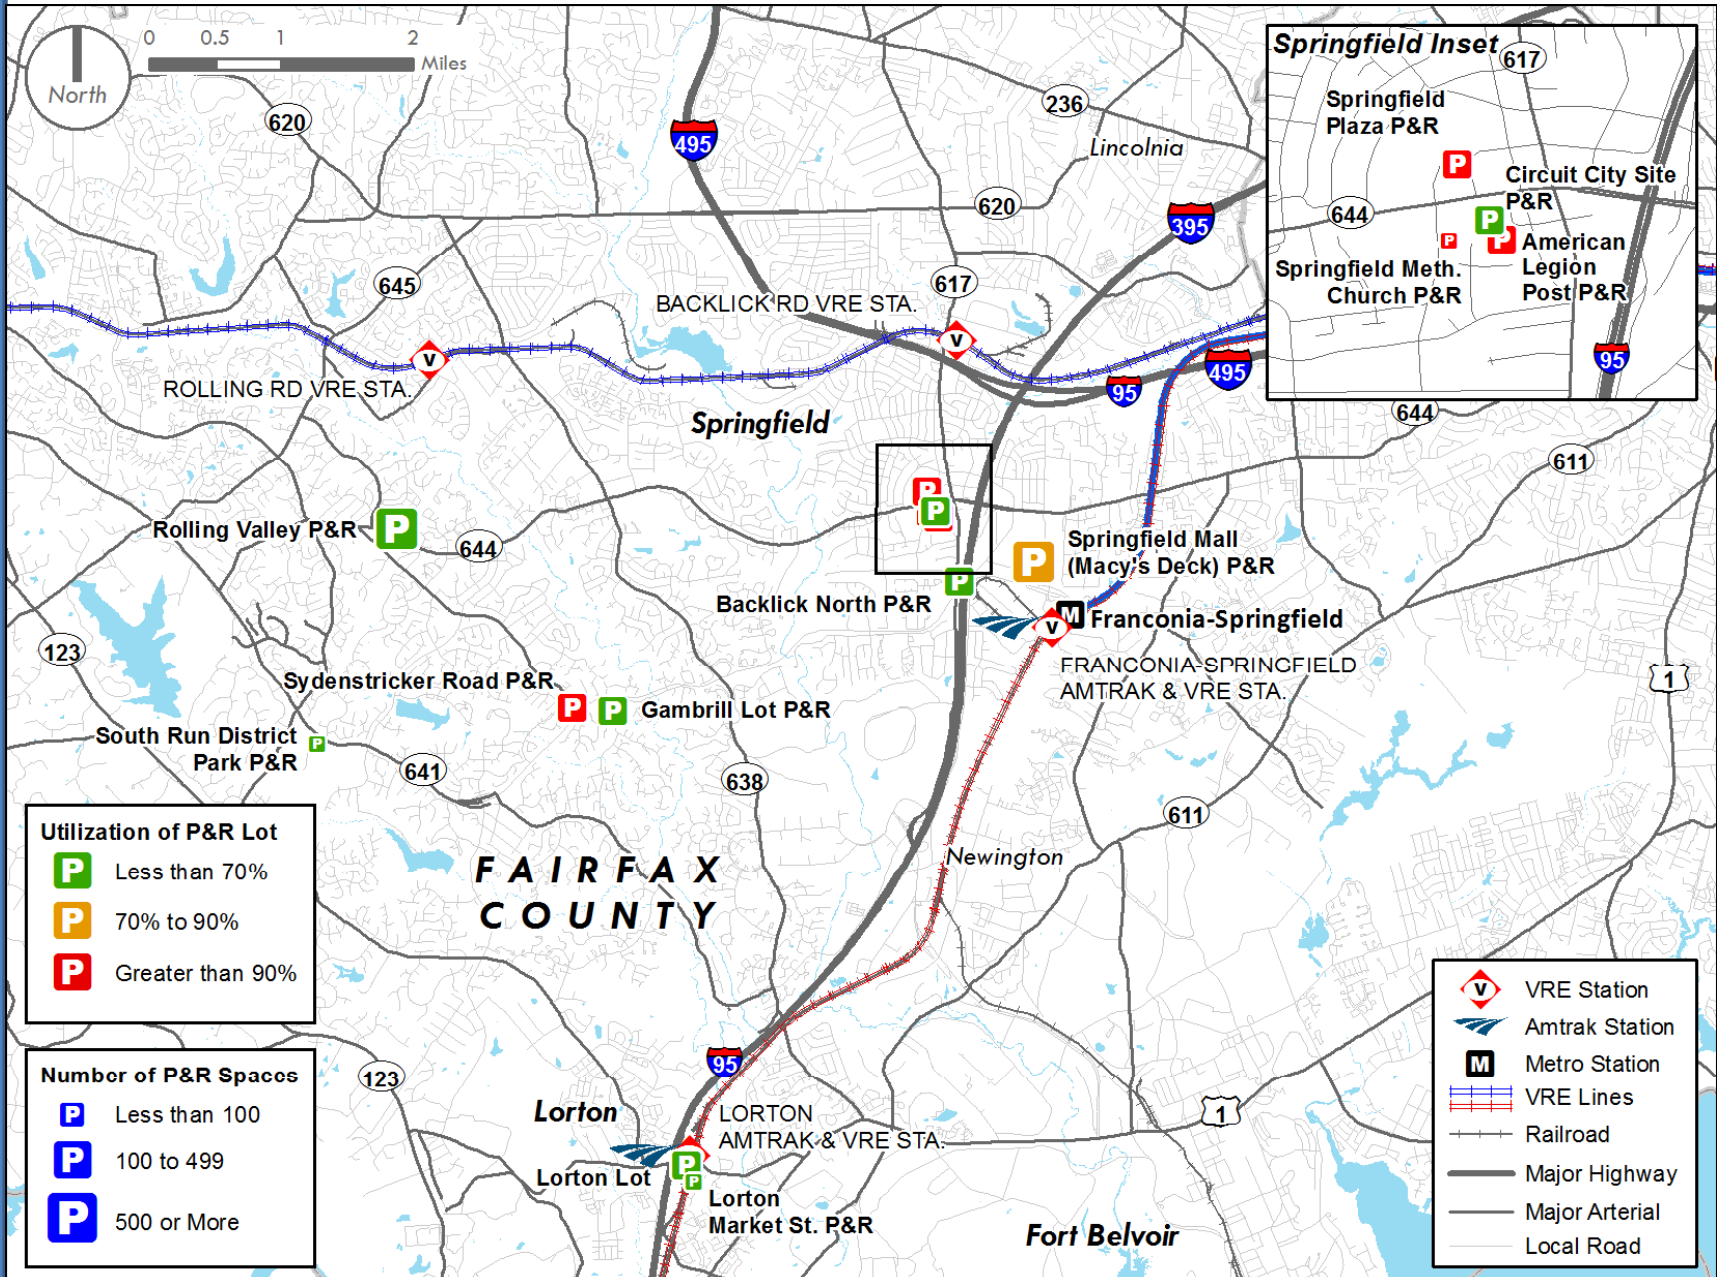 0 0.5 1 2
Miles
North
620
495
236
Lincolnia
620
395
645
617
BACKLICK RD VRE STA.
V
V
ROLLING RD VRE STA.
95
495
Springfield
644
611
Springfield Inset
617
Springfield
Plaza P&R
P
Circuit City Site
P&R
644
P
P
P
American
Legion
Post P&R
Springfield Meth.
Church P&R
95
P
P
Rolling Valley P&R
P
644
P
Springfield Mall
(Macy's Deck) P&R
P
Backlick North P&R
M
V
Franconia-Springfield
FRANCONIA-SPRINGFIELD
AMTRAK & VRE STA.
123
1
Sydenstricker Road P&R
P
P
Gambrill Lot P&R
South Run District
Park P&R
P
641
638
611
Newington
FAIRFAX
COUNTY
Utilization of P&R Lot
P Less than 70%
P 70% to 90%
P Greater than 90%
Number of P&R Spaces
P Less than 100
P 100 to 499
P 500 or More
123
95
1
Lorton
LORTON
AMTRAK & VRE STA.
P
P
Lorton Lot
Lorton
Market St. P&R
Fort Belvoir
V VRE Station
Amtrak Station
M Metro Station
VRE Lines
Railroad
Major Highway
Major Arterial
Local Road